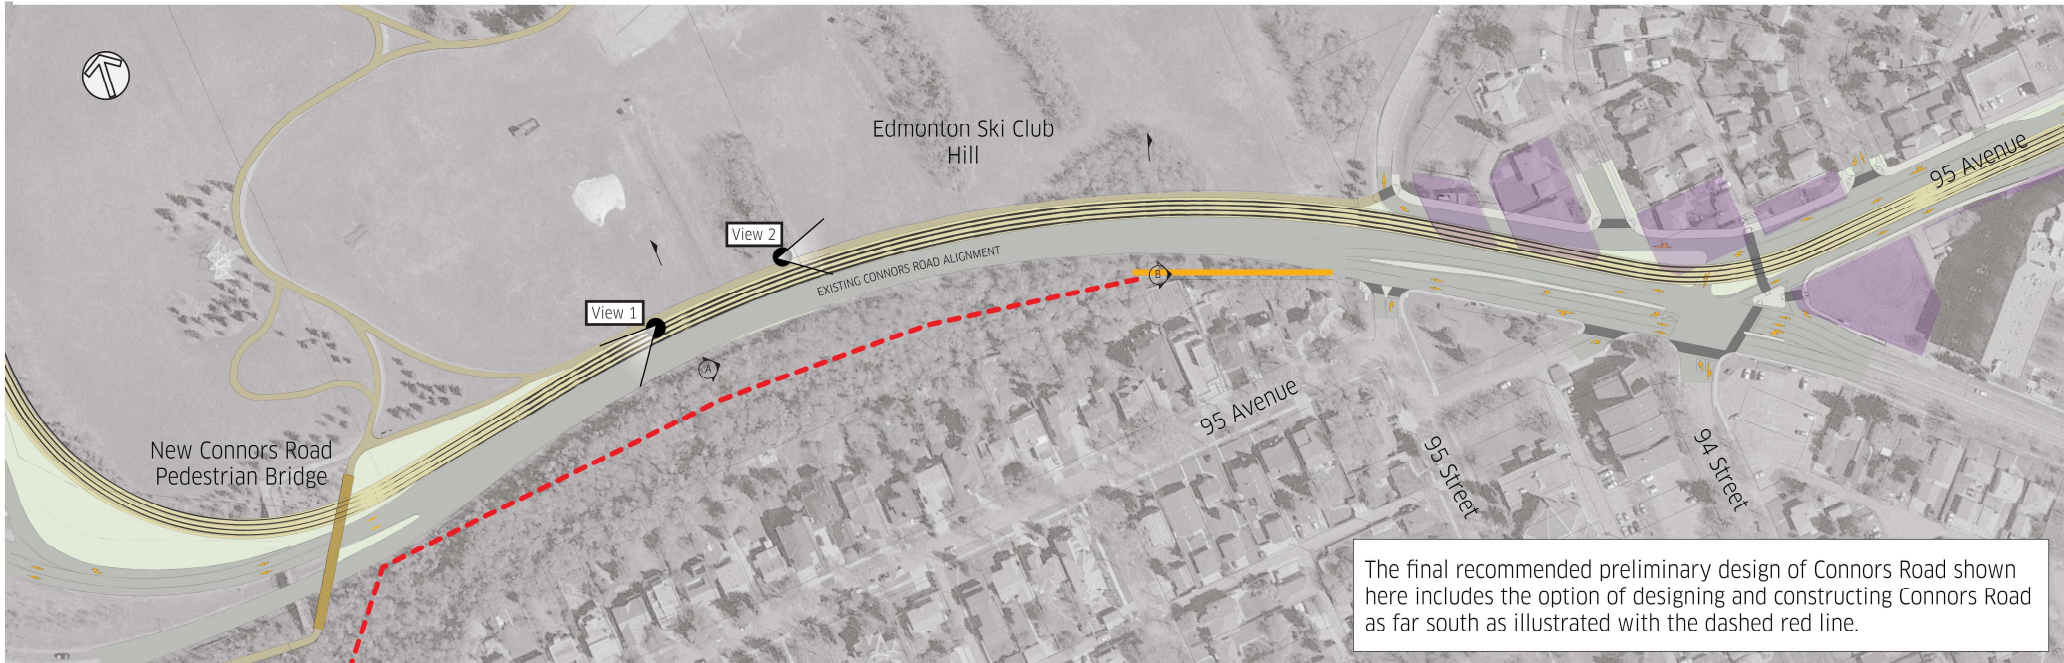 Edmonton Ski Club
Hill
95 Avenue
View 2
EXISTING CONNORS ROAD ALIGNMENT
B
View 1
A
95 Avenue
95 Street
94 Street
New Connors Road
Pedestrian Bridge
The final recommended preliminary design of Connors Road shown
here includes the option of designing and constructing Connors Road
as far south as illustrated with the dashed red line.